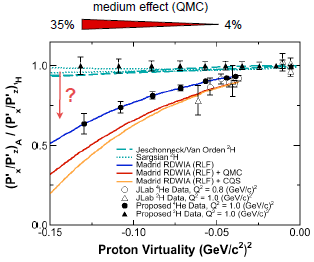 medium effect (QMC)
35% 4%
(P'x/P'z)A / (P'x/P'z)H
1.0
0.5
0.0
?
Jeschonneck/Van Orden ²H
Sargsian ²H
Madrid RDWIA (RLF)
Madrid RDWIA (RLF) + QMC
Madrid RDWIA (RLF) + CQS
JLab ⁴He Data, Q² = 0.8 (GeV/c)²
JLab ²H Data, Q² = 1.0 (GeV/c)²
Proposed ⁴He Data, Q² = 1.0 (GeV/c)²
Proposed ²H Data, Q² = 1.0 (GeV/c)²
-0.15 -0.10 -0.05 -0.00
Proton Virtuality (GeV/c)²